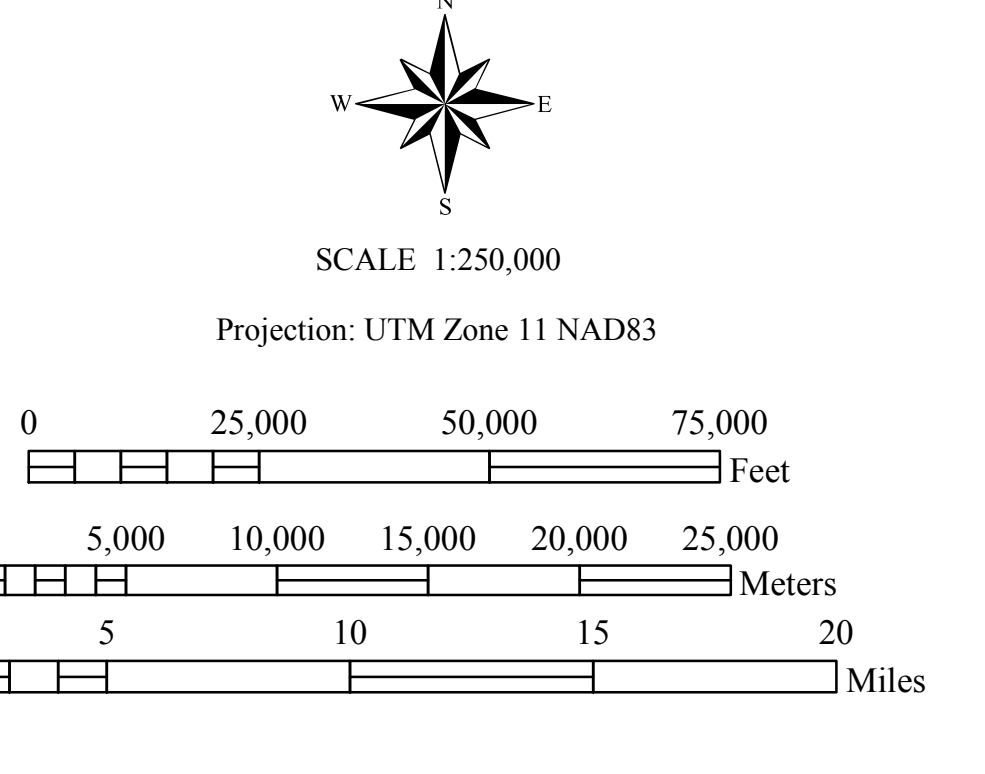 N
W E
S
SCALE 1:250,000
Projection: UTM Zone 11 NAD83
0 25,000 50,000 75,000
Feet
5,000 10,000 15,000 20,000 25,000
Meters
5 10 15 20
Miles